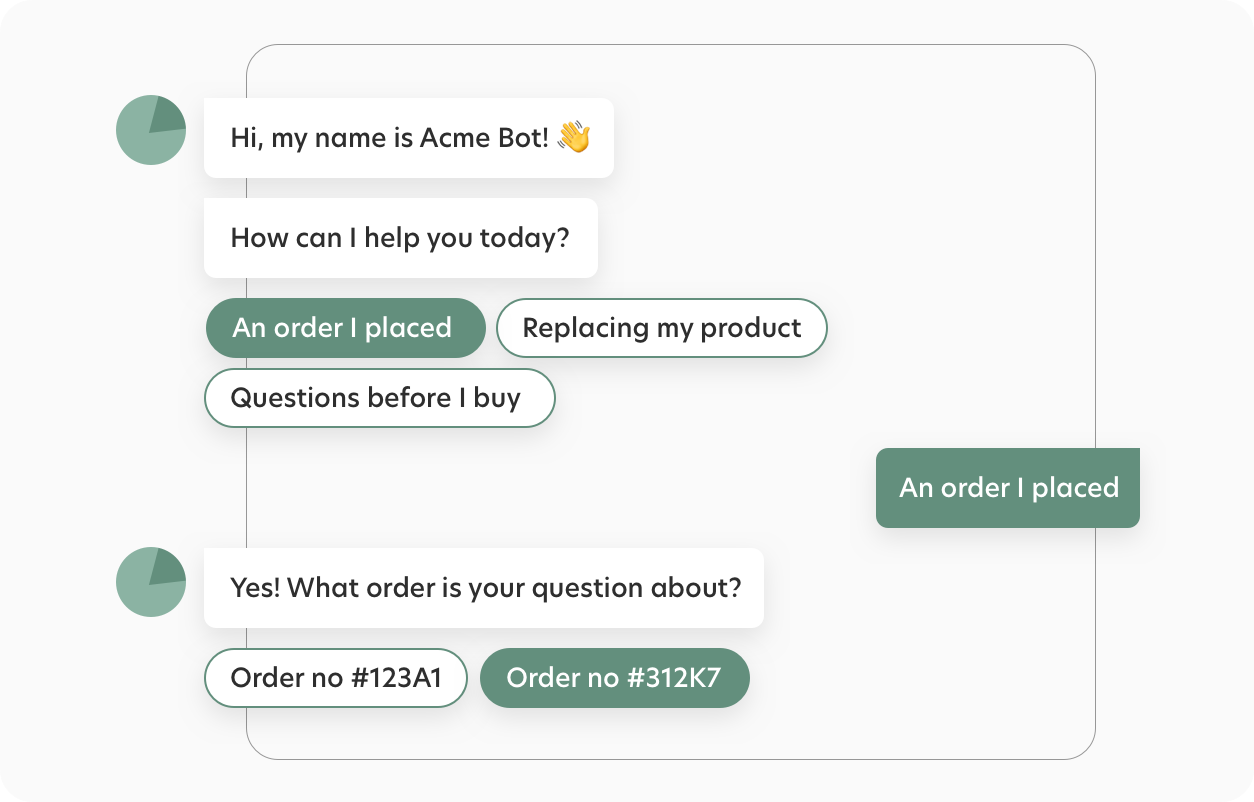 Hi, my name is Acme Bot! 👋
How can I help you today?
An order I placed
Replacing my product
Questions before I buy
An order I placed
Yes! What order is your question about?
Order no #123A1
Order no #312K7